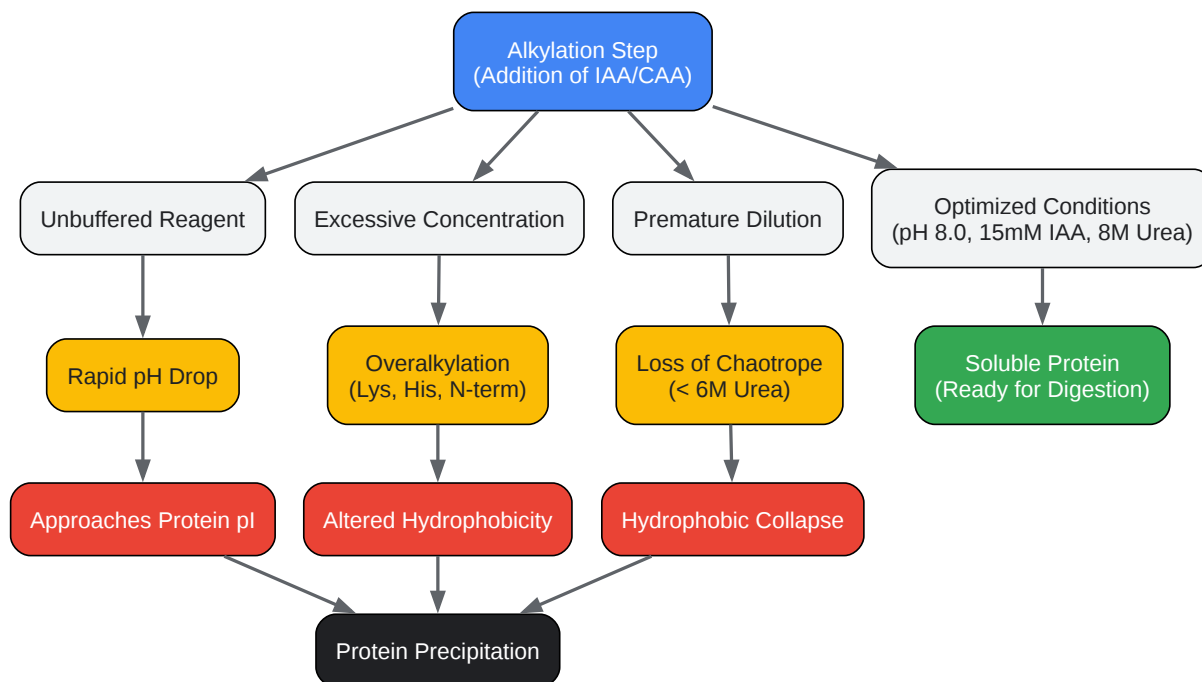 Alkylation Step
(Addition of IAA/CAA)
Unbuffered Reagent
Excessive Concentration
Premature Dilution
Optimized Conditions
(pH 8.0, 15mM IAA, 8M Urea)
Rapid pH Drop
Overalkylation
(Lys, His, N-term)
Loss of Chaotrope
(< 6M Urea)
Soluble Protein
(Ready for Digestion)
Approaches Protein pI
Altered Hydrophobicity
Hydrophobic Collapse
Protein Precipitation